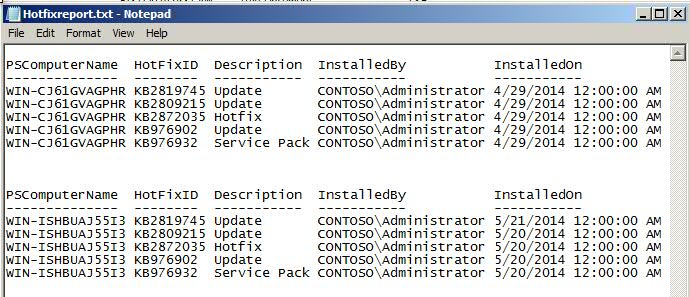 Hotfixreport.txt - Notepad
File Edit Format View Help
PSComputerName HotFixID Description InstalledBy InstalledOn
-------------- -------- ----------- ----------- -----------
WIN-CJ61GVAGPHR KB2819745 Update CONTOSO\Administrator 4/29/2014 12:00:00 AM
WIN-CJ61GVAGPHR KB2809215 Update CONTOSO\Administrator 4/29/2014 12:00:00 AM
WIN-CJ61GVAGPHR KB2872035 Hotfix CONTOSO\Administrator 4/29/2014 12:00:00 AM
WIN-CJ61GVAGPHR KB976902 Update CONTOSO\Administrator 4/29/2014 12:00:00 AM
WIN-CJ61GVAGPHR KB976932 Service Pack CONTOSO\Administrator 4/29/2014 12:00:00 AM
PSComputerName HotFixID Description InstalledBy InstalledOn
-------------- -------- ----------- ----------- -----------
WIN-ISHBUAJ55I3 KB2819745 Update CONTOSO\Administrator 5/21/2014 12:00:00 AM
WIN-ISHBUAJ55I3 KB2809215 Update CONTOSO\Administrator 5/20/2014 12:00:00 AM
WIN-ISHBUAJ55I3 KB2872035 Hotfix CONTOSO\Administrator 5/20/2014 12:00:00 AM
WIN-ISHBUAJ55I3 KB976902 Update CONTOSO\Administrator 5/20/2014 12:00:00 AM
WIN-ISHBUAJ55I3 KB976932 Service Pack CONTOSO\Administrator 5/20/2014 12:00:00 AM